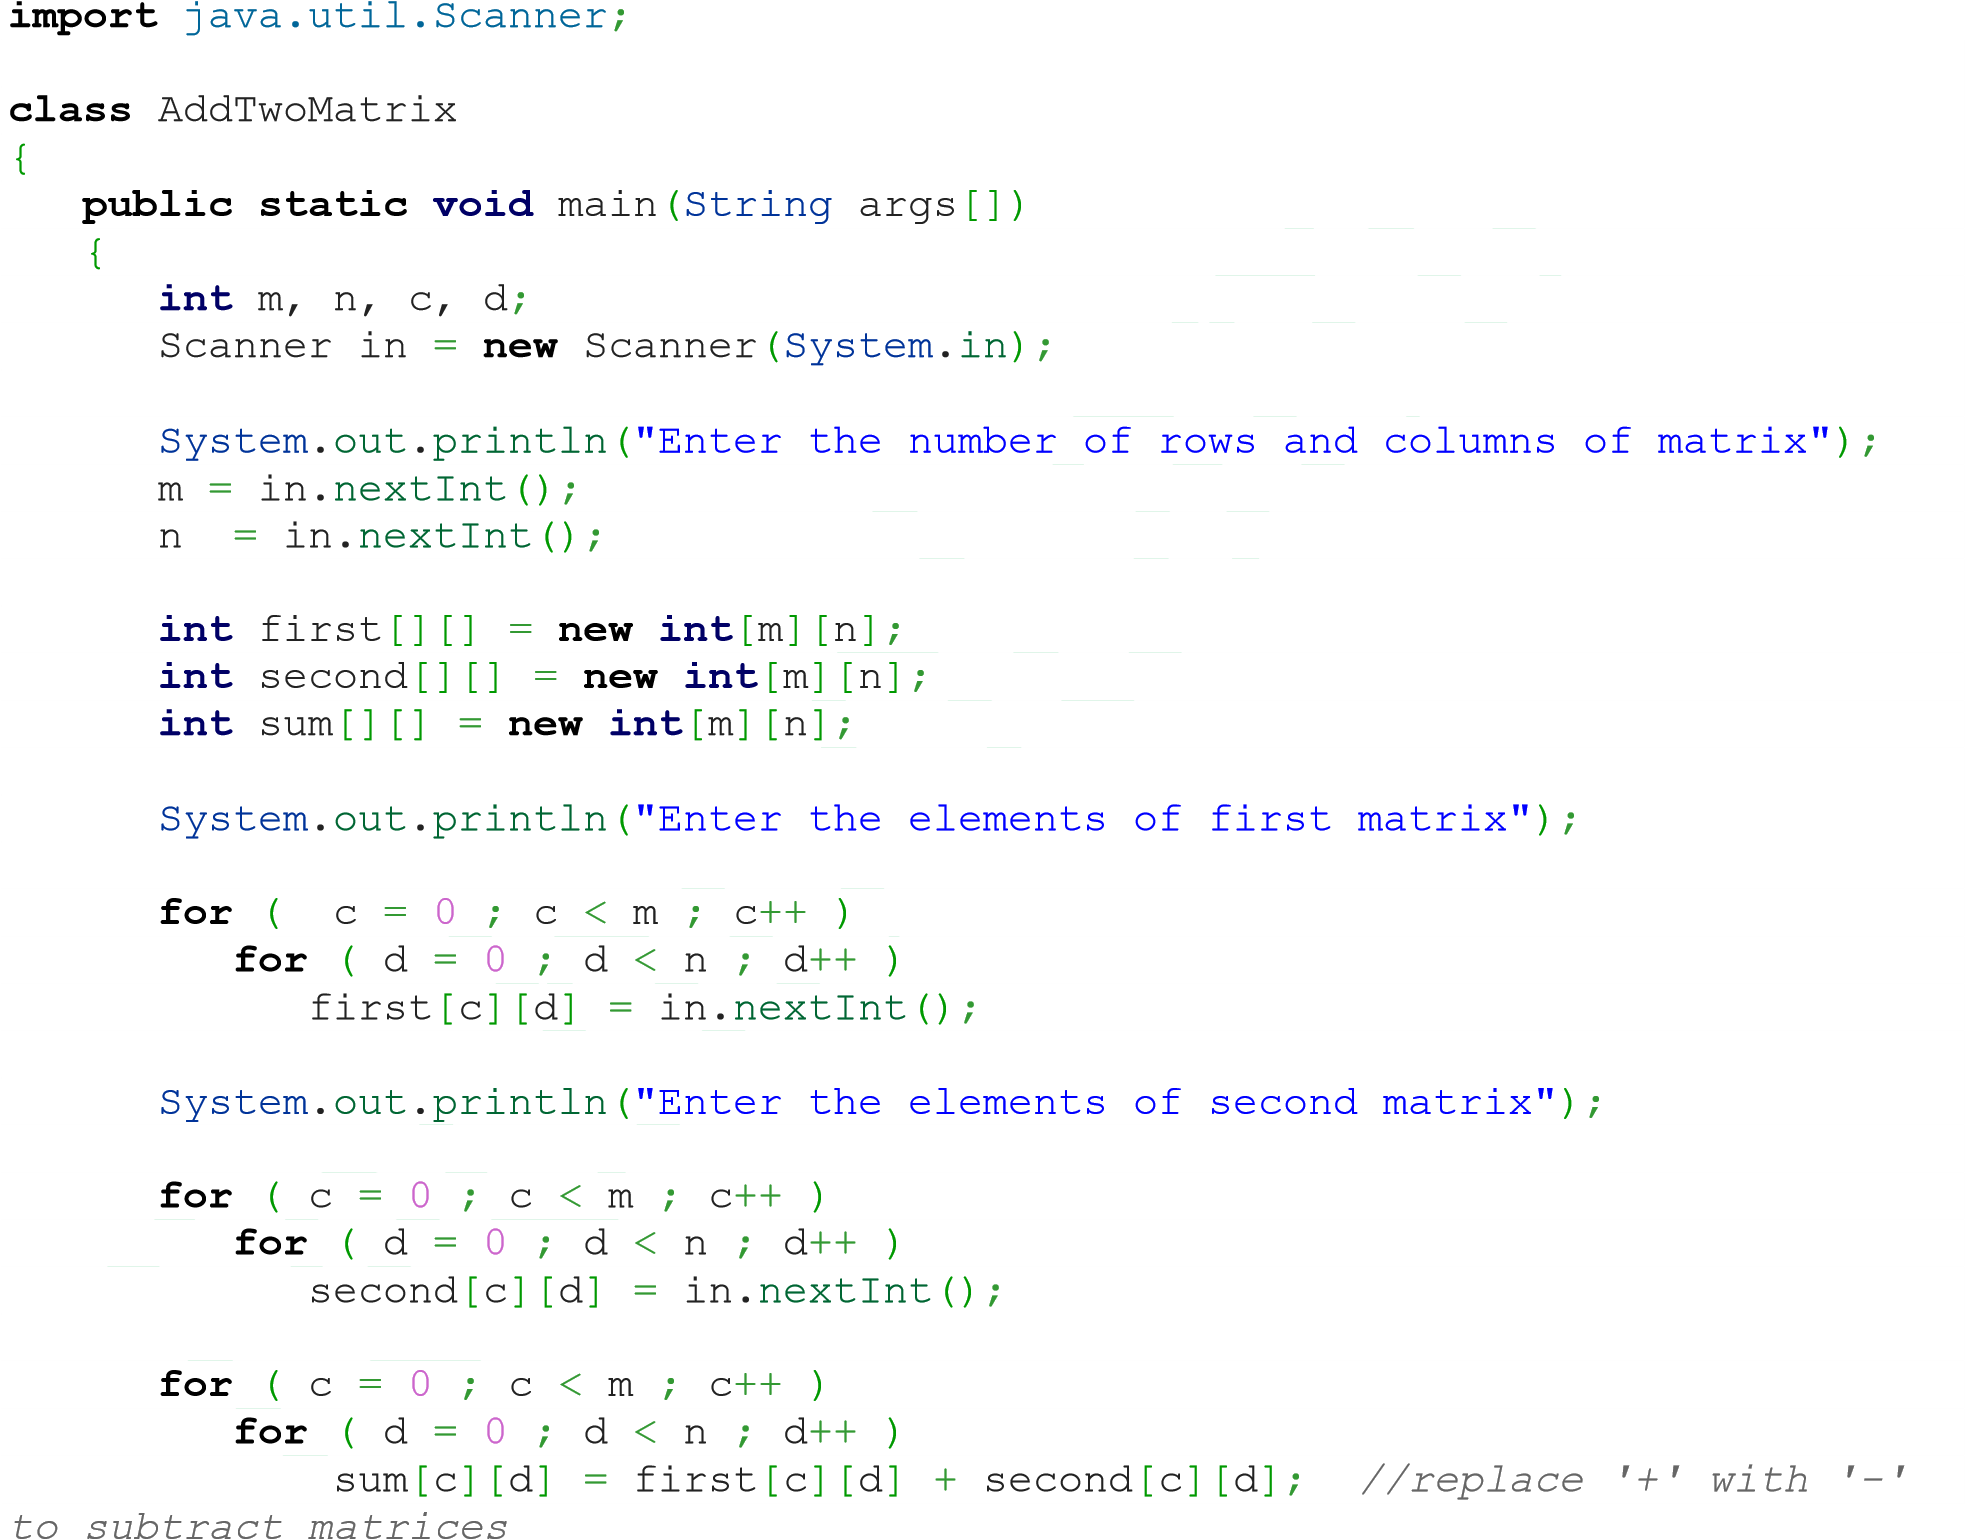 import java.util.Scanner;
class AddTwoMatrix
{
public static void main(String args[])
{
int m, n, c, d;
Scanner in = new Scanner(System.in);
System.out.println("Enter the number of rows and columns of matrix");
m = in.nextInt();
n  = in.nextInt();
int first[][] = new int[m][n];
int second[][] = new int[m][n];
int sum[][] = new int[m][n];
System.out.println("Enter the elements of first matrix");
for (  c = 0 ; c < m ; c++ )
for ( d = 0 ; d < n ; d++ )
first[c][d] = in.nextInt();
System.out.println("Enter the elements of second matrix");
for ( c = 0 ; c < m ; c++ )
for ( d = 0 ; d < n ; d++ )
second[c][d] = in.nextInt();
for ( c = 0 ; c < m ; c++ )
for ( d = 0 ; d < n ; d++ )
sum[c][d] = first[c][d] + second[c][d];  //replace '+' with '-'
to subtract matrices